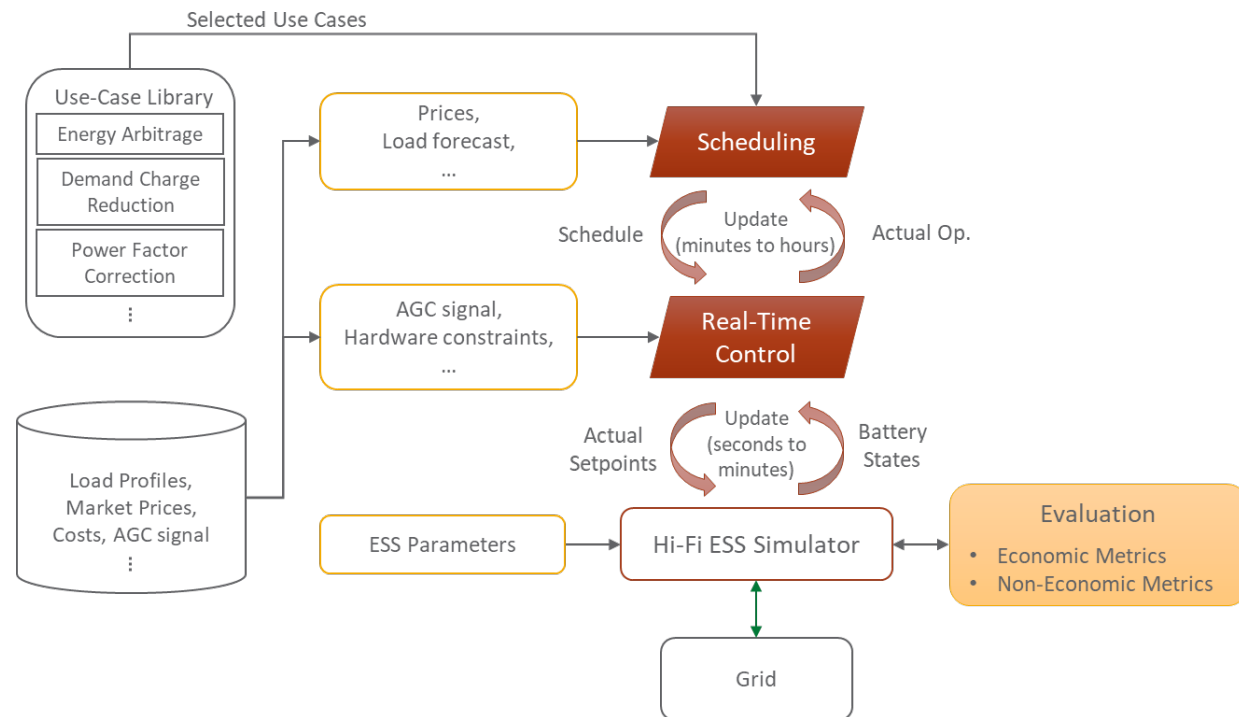 Selected Use Cases
Use-Case Library
Energy Arbitrage
Demand Charge
Reduction
Power Factor
Correction
⋮
Prices,
Load forecast,
...
Scheduling
Schedule
Update
(minutes to hours)
Actual Op.
AGC signal,
Hardware constraints,
...
Real-Time
Control
Load Profiles,
Market Prices,
Costs, AGC signal
⋮
Actual
Setpoints
Update
(seconds to
minutes)
Battery
States
ESS Parameters
Hi-Fi ESS Simulator
Evaluation
• Economic Metrics
• Non-Economic Metrics
Grid